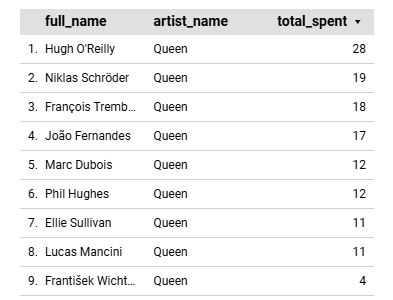 full_name artist_name total_spent
1. Hugh O'Reilly Queen 28
2. Niklas Schröder Queen 19
3. François Tremb... Queen 18
4. João Fernandes Queen 17
5. Marc Dubois Queen 12
6. Phil Hughes Queen 12
7. Ellie Sullivan Queen 11
8. Lucas Mancini Queen 11
9. František Wicht... Queen 4